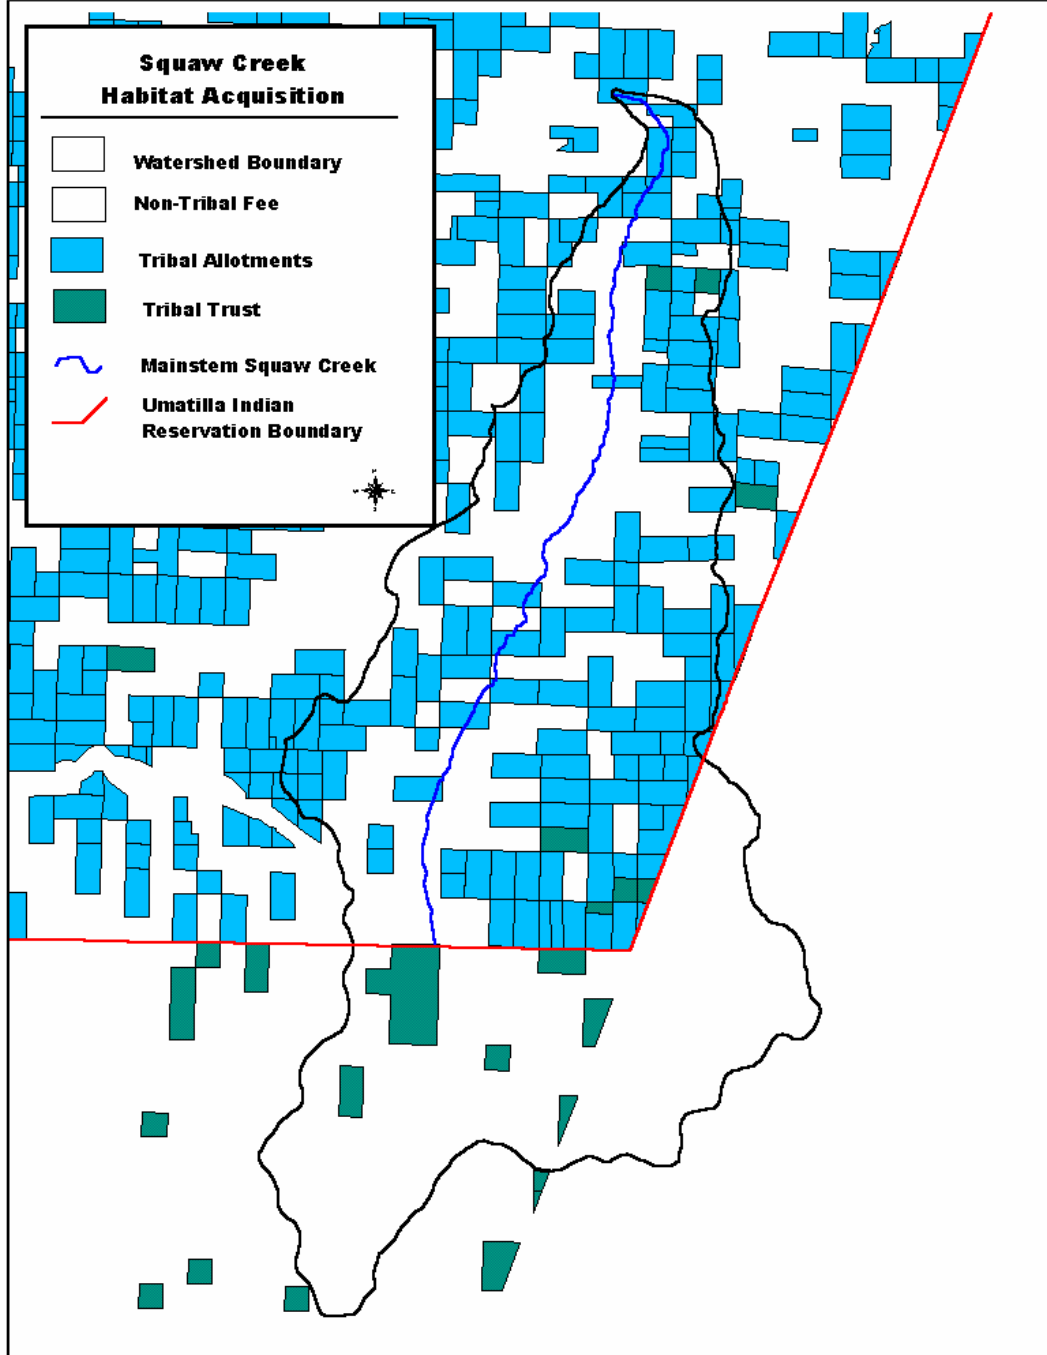 Squaw Creek
Habitat Acquisition
Watershed Boundary
Non-Tribal Fee
Tribal Allotments
Tribal Trust
Mainstem Squaw Creek
Umatilla Indian
Reservation Boundary